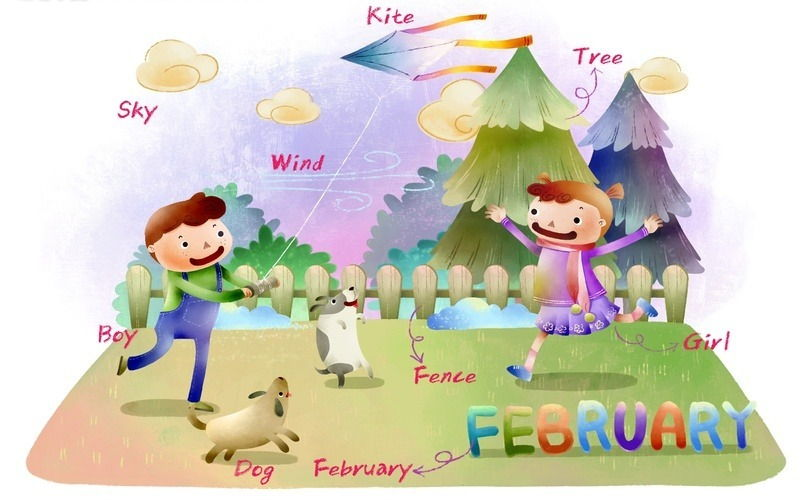 Kite
Tree
Sky
Wind
Boy
Girl
Fence
FEBRUARY
Dog
February